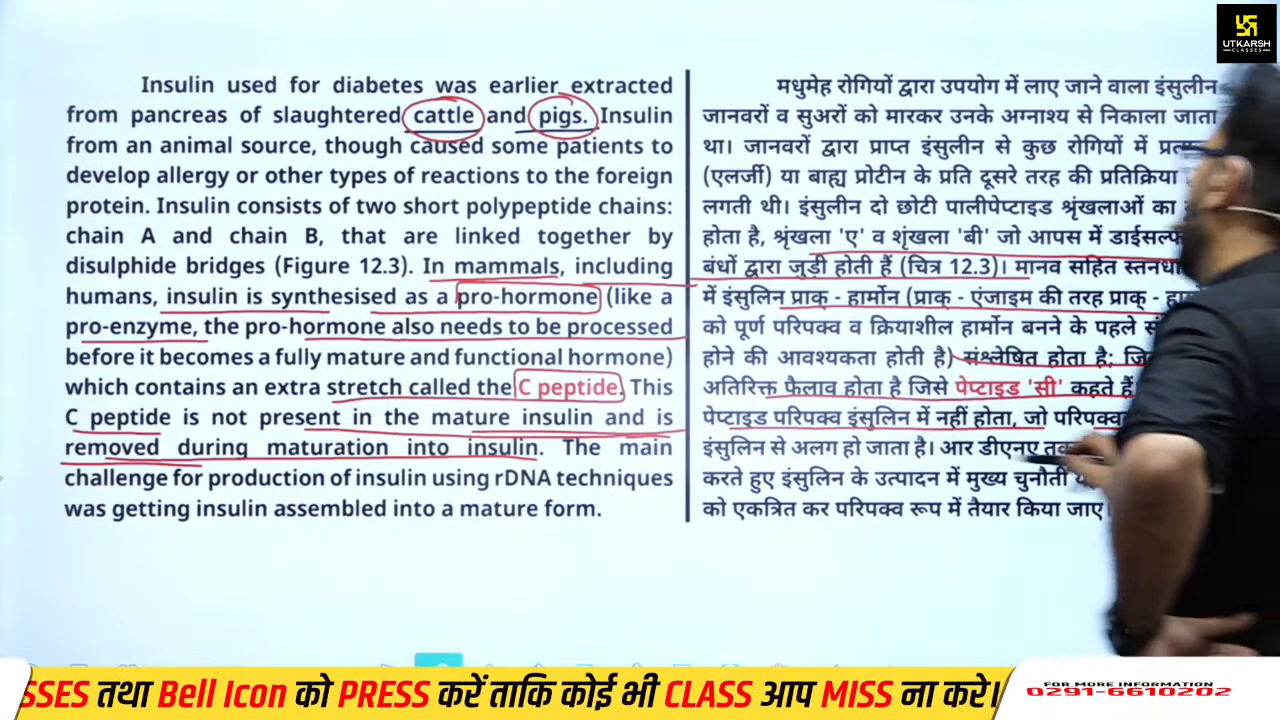 UTKARSH
CLASSES
Insulin used for diabetes was earlier extracted
from pancreas of slaughtered cattle and pigs. Insulin
from an animal source, though caused some patients to
develop allergy or other types of reactions to the foreign
protein. Insulin consists of two short polypeptide chains:
chain A and chain B, that are linked together by
disulphide bridges (Figure 12.3). In mammals, including
humans, insulin is synthesised as a pro-hormone (like a
pro-enzyme, the pro-hormone also needs to be processed
before it becomes a fully mature and functional hormone)
which contains an extra stretch called the C peptide. This
C peptide is not present in the mature insulin and is
removed during maturation into insulin. The main
challenge for production of insulin using rDNA techniques
was getting insulin assembled into a mature form.
मधुमेह रोगियों द्वारा उपयोग में लाए जाने वाला इंसुलीन
जानवरों व सुअरों को मारकर उनके अग्नाश्य से निकाला जाता
था। जानवरों द्वारा प्राप्त इंसुलीन से कुछ रोगियों में
(एलर्जी) या बाह्य प्रोटीन के प्रति दूसरे तरह की प्रतिक्रिया
लगती थी। इंसुलीन दो छोटी पालीपेप्टाइड श्रृंखलाओं का
होता है, श्रृंखला 'ए' व शृंखला 'बी' जो आपस में
बंधों द्वारा जुड़ी होती हैं (चित्र 12.3)। मानव सहित
में इंसुलिन प्राक् - हार्मोन (प्राक् - एंजाइम की तरह प्राक् -
को पूर्ण परिपक्व व क्रियाशील हार्मोन बनने के पहले
होने की आवश्यकता होती है) संश्लेषित होता है;
अतिरिक्त फैलाव होता है जिसे पेप्टाइड 'सी' कहते हैं
पेप्टाइड परिपक्व इंसुलिन में नहीं होता, जो परिपक्व
इंसुलिन से अलग हो जाता है। आर डीएनए
करते हुए इंसुलिन के उत्पादन में मुख्य चुनौती
को एकत्रित कर परिपक्व रूप में तैयार किया जाए।
SSES तथा Bell Icon को PRESS करें ताकि कोई भी CLASS आप MISS ना करे।
FOR MORE INFORMATION
0291-6610202